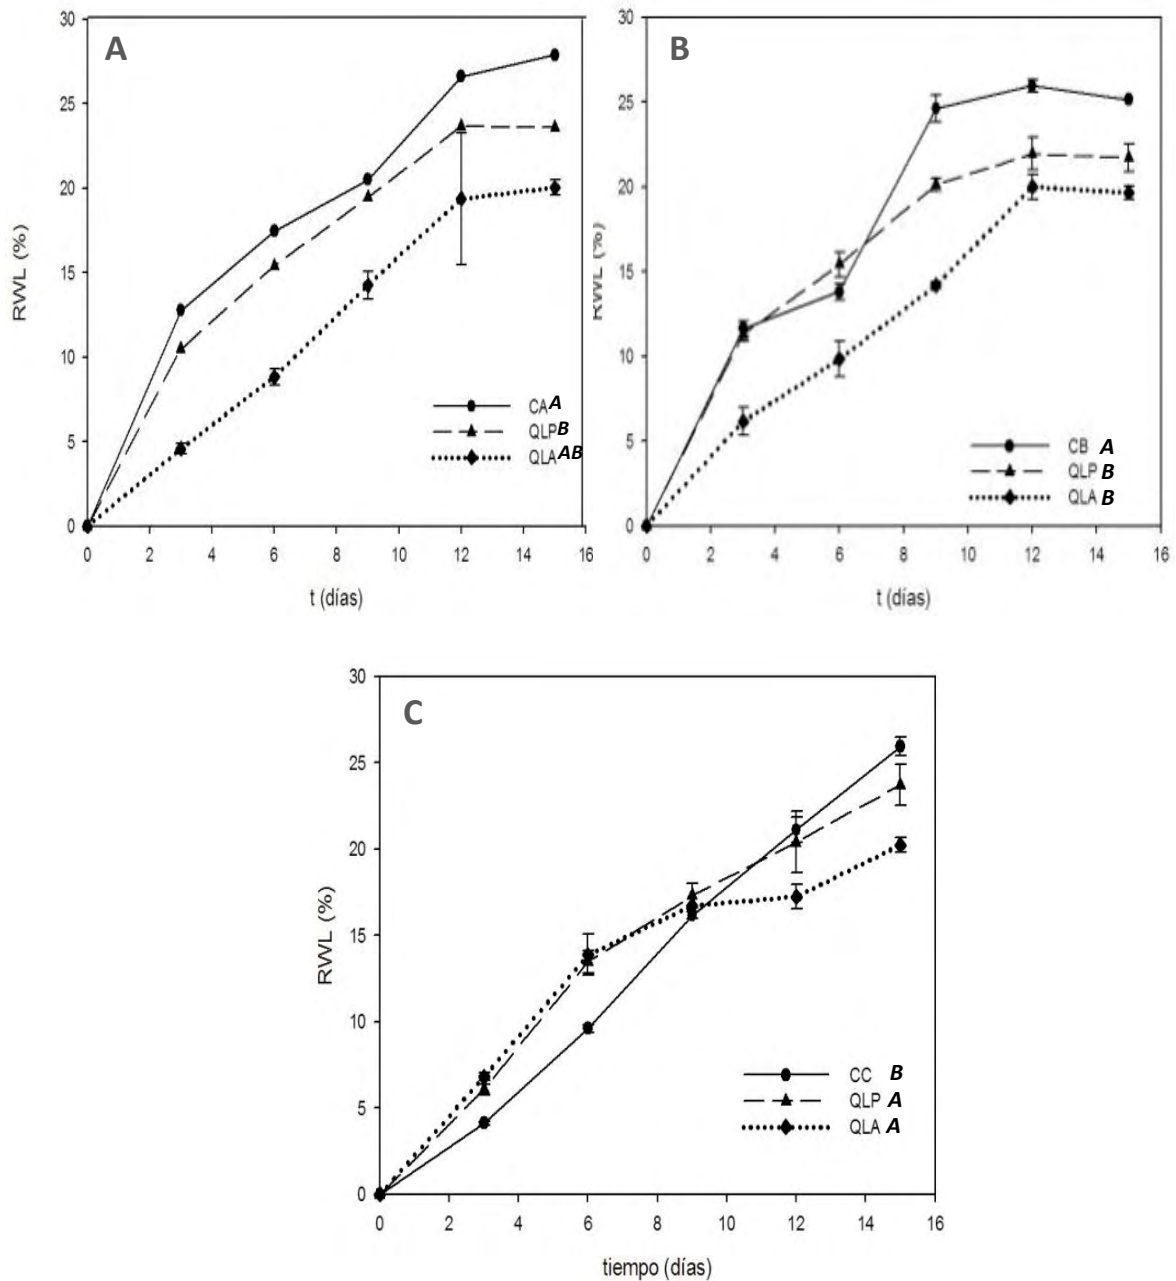 A
RWL (%)
30
25
20
15
10
5
0
CA A
QLP B
QLA AB
0 2 4 6 8 10 12 14 16
t (días)
B
RWL (%)
30
25
20
15
10
5
0
CB A
QLP B
QLA B
0 2 4 6 8 10 12 14 16
t (días)
C
RWL (%)
30
25
20
15
10
5
0
CC B
QLP A
QLA A
0 2 4 6 8 10 12 14 16
tiempo (días)